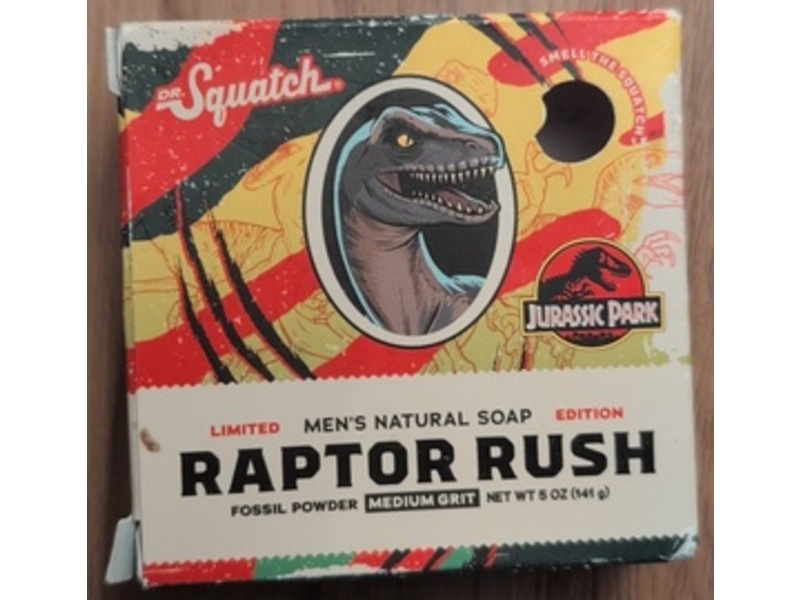 DR. Squatch
SMELL THE SQUATCH
JURASSIC PARK
LIMITED MEN'S NATURAL SOAP EDITION
RAPTOR RUSH
FOSSIL POWDER MEDIUM GRIT NET WT 5 OZ (141 g)